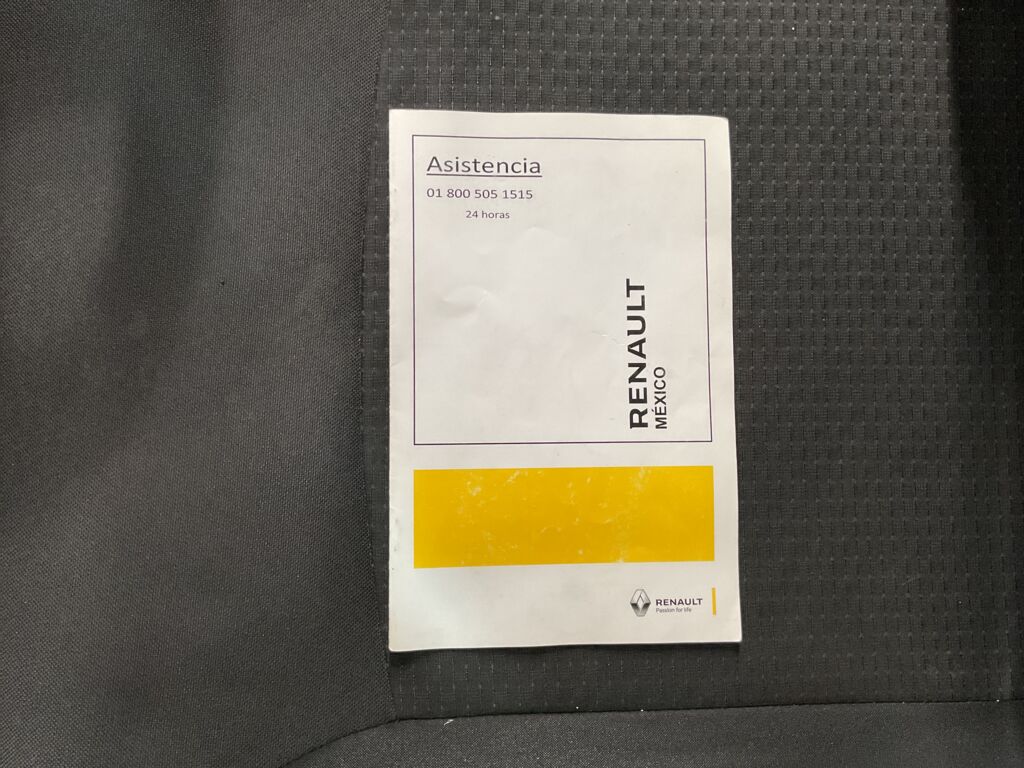 Asistencia
01 800 505 1515
24 horas
RENAULT
MÉXICO
RENAULT
Passion for life